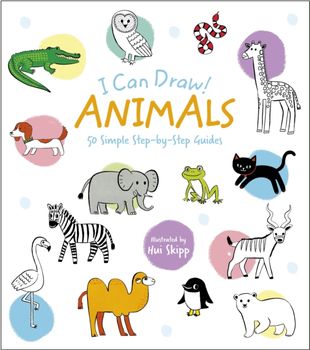 I Can Draw!
ANIMALS
50 Simple Step-by-Step Guides
Illustrated by
Hui Skipp